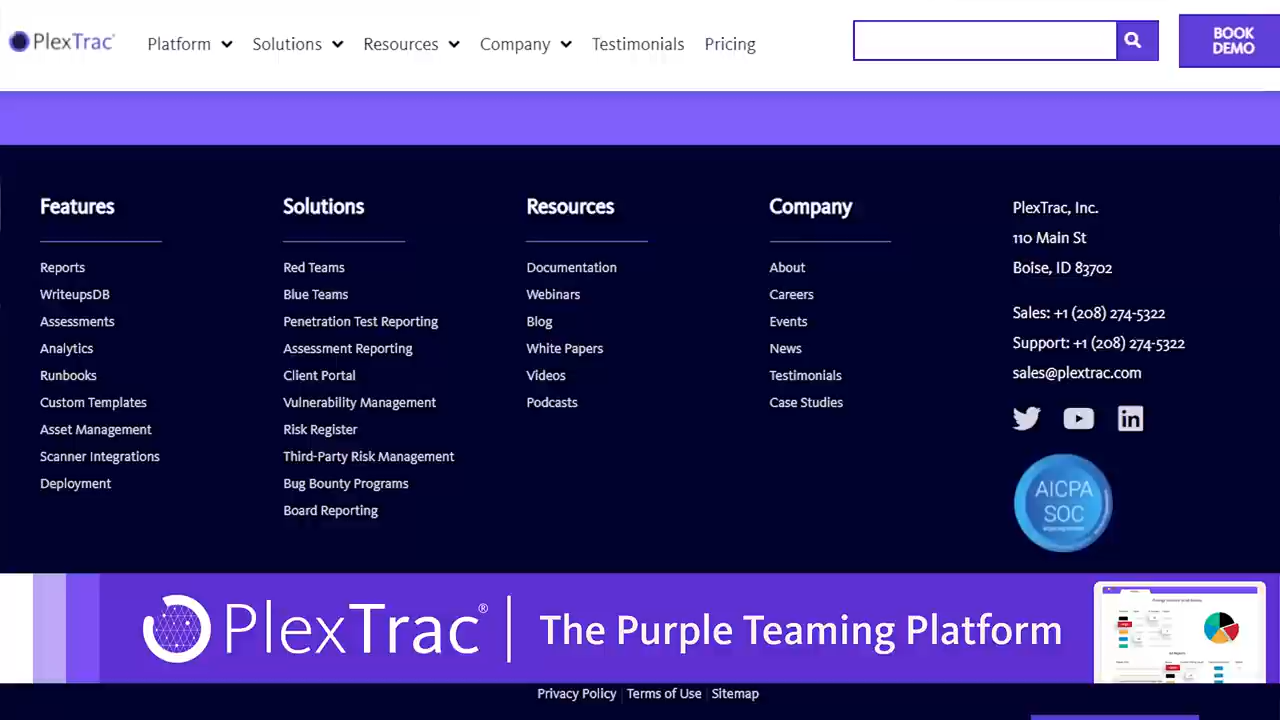 PlexTrac
Platform
Solutions
Resources
Company
Testimonials
Pricing
BOOK
DEMO
Features
Reports
WriteupsDB
Assessments
Analytics
Runbooks
Custom Templates
Asset Management
Scanner Integrations
Deployment
Solutions
Red Teams
Blue Teams
Penetration Test Reporting
Assessment Reporting
Client Portal
Vulnerability Management
Risk Register
Third-Party Risk Management
Bug Bounty Programs
Board Reporting
Resources
Documentation
Webinars
Blog
White Papers
Videos
Podcasts
Company
About
Careers
Events
News
Testimonials
Case Studies
PlexTrac, Inc.
110 Main St
Boise, ID 83702
Sales: +1 (208) 274-5322
Support: +1 (208) 274-5322
sales@plextrac.com
AICPA
SOC
PlexTrac® | The Purple Teaming Platform
Privacy Policy | Terms of Use | Sitemap